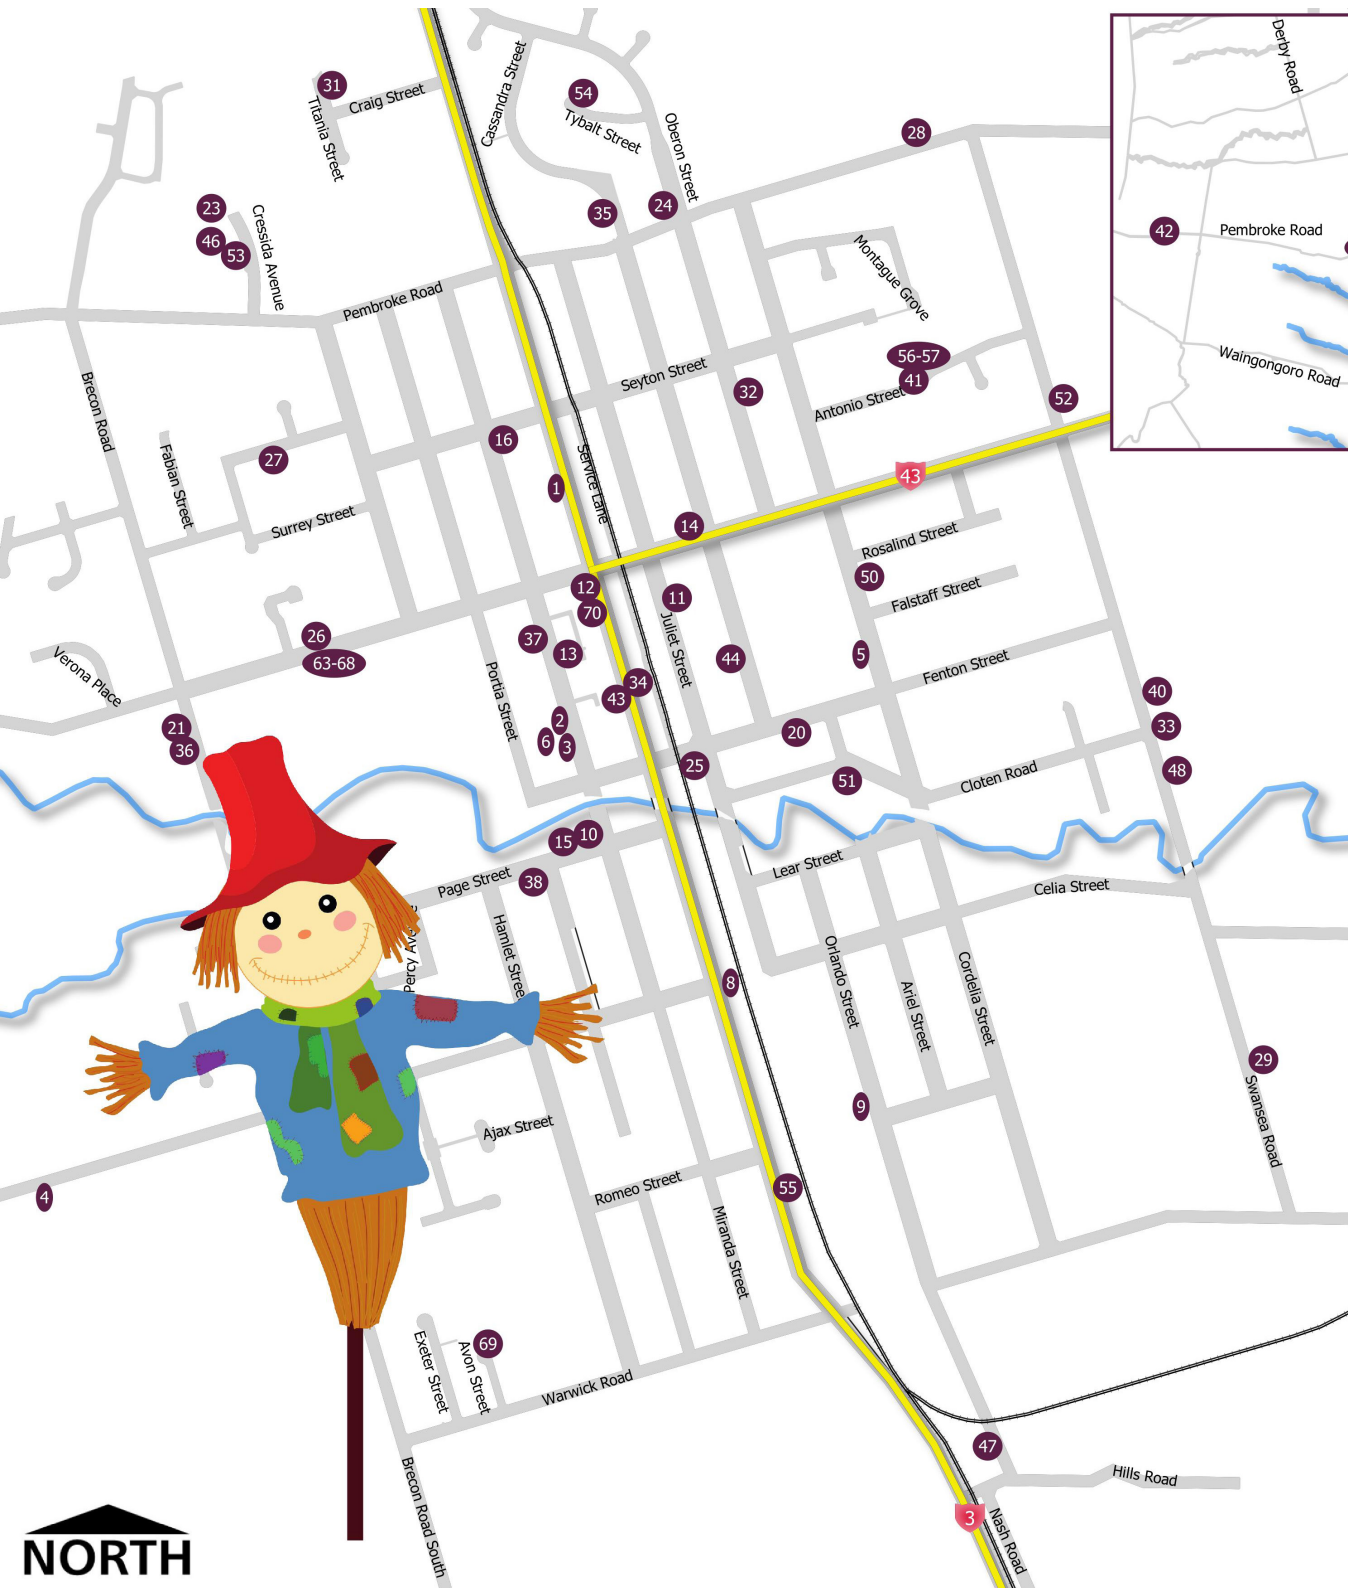 31
Craig Street
Titania Street
Cassandra Street
54
Tybalt Street
Oberon Street
28
Derby Road
23
46
53
Cressida Avenue
35
24
42
Pembroke Road
Montague Grove
Pembroke Road
Waingongoro Road
Brecon Road
Seyton Street
32
56-57
41
Antonio Street
52
16
27
Fabian Street
Surrey Street
1
Service Lane
43
14
Rosalind Street
50
Falstaff Street
12
70
11
Juliet Street
26
63-68
37
13
44
5
Fenton Street
Verona Place
Portia Street
34
43
40
21
36
2
6
3
20
33
25
51
Cloten Road
48
15
10
Page Street
38
Lear Street
Celia Street
Percy Avenue
Hamlet Street
8
Orlando Street
Ariel Street
Cordelia Street
29
Swansea Road
9
4
Ajax Street
Romeo Street
55
Miranda Street
69
Exeter Street
Avon Street
Warwick Road
47
Hills Road
3
Nash Road
Brecon Road South
NORTH